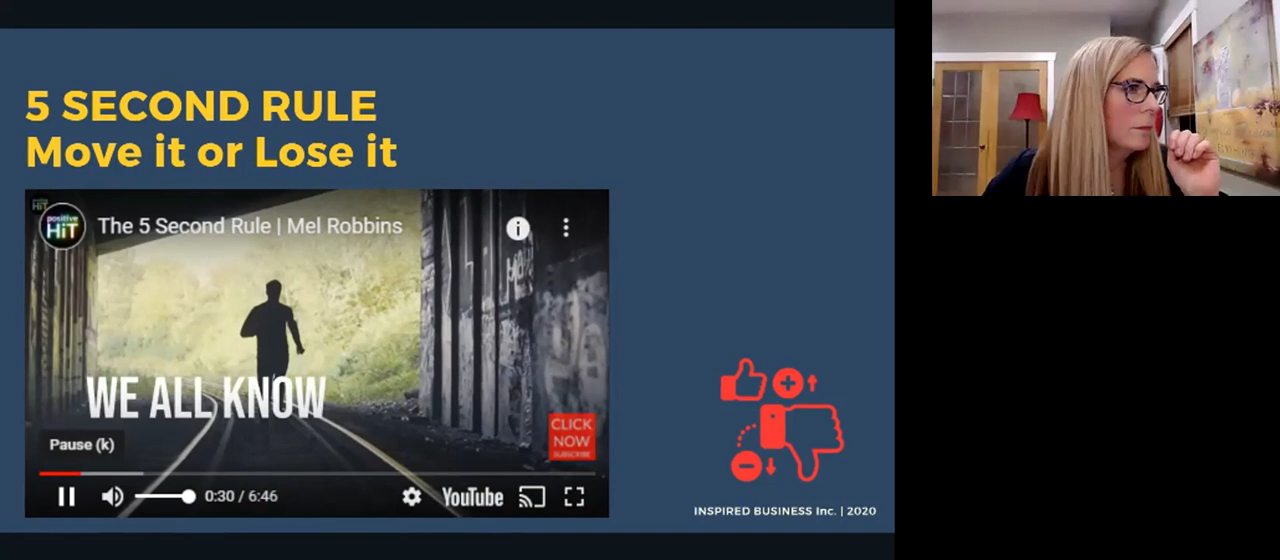 5 SECOND RULE
Move it or Lose it
positive
HiT
The 5 Second Rule | Mel Robbins
WE ALL KNOW
CLICK
NOW
SUBSCRIBE
Pause (k)
0:30 / 6:46
YouTube
INSPIRED BUSINESS Inc. | 2020